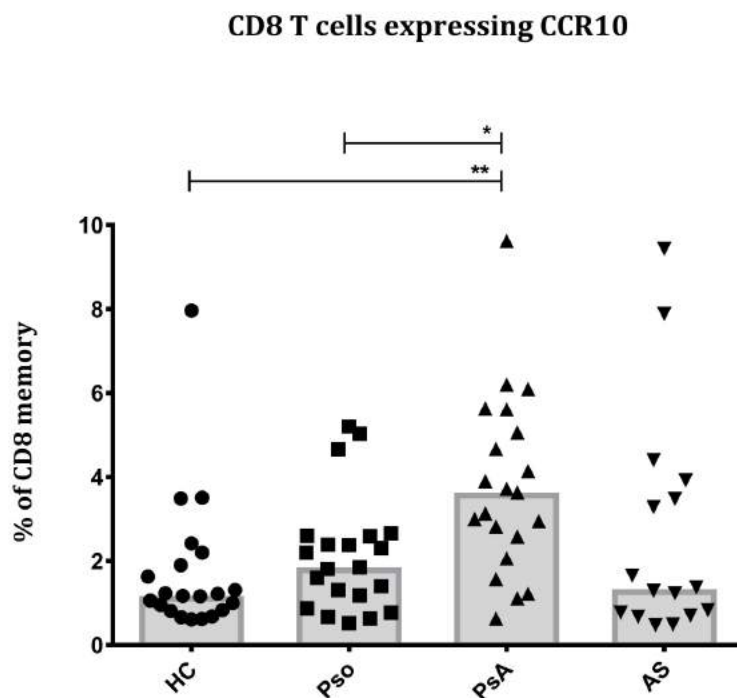 CD8 T cells expressing CCR10
*
**
% of CD8 memory
10
8
6
4
2
0
HC
Pso
PsA
AS